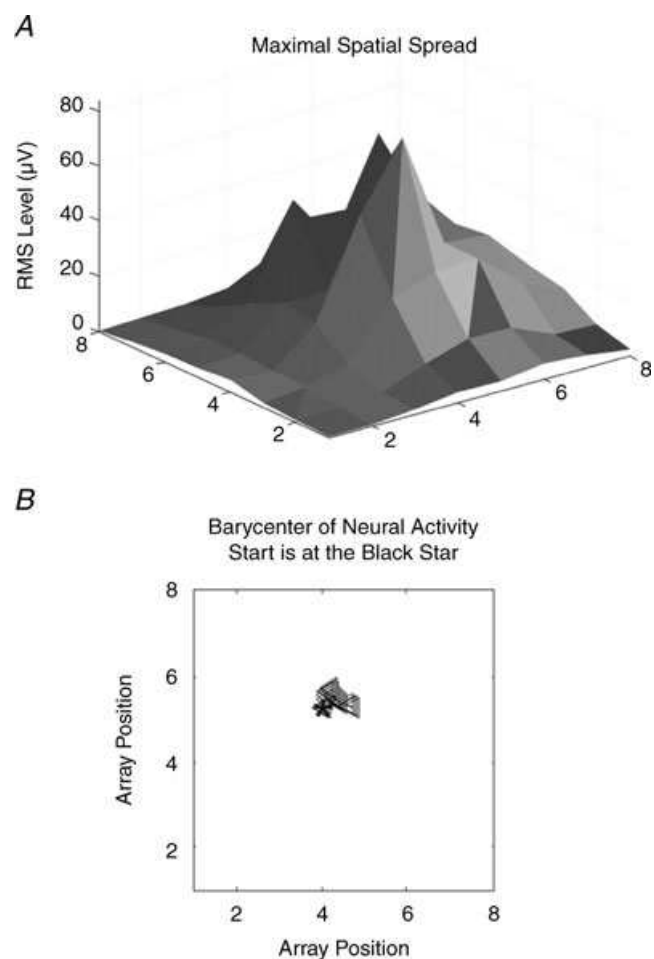 A
Maximal Spatial Spread
80
60
40
20
0
RMS Level (µV)
8
6
4
2
2
4
6
8
B
Barycenter of Neural Activity
Start is at the Black Star
8
6
4
2
Array Position
2
4
6
8
Array Position